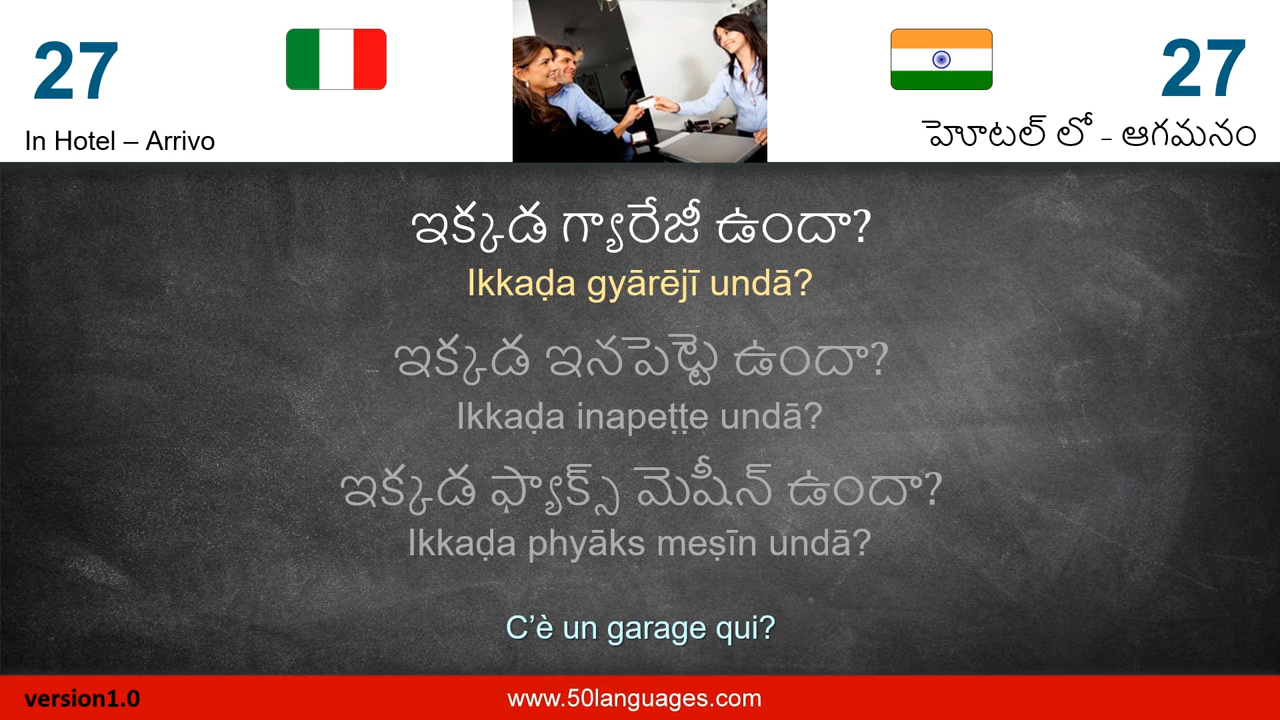 27
27
In Hotel – Arrivo
హెూటల్ లో - ఆగమనం
ఇక్కడ గ్యారేజీ ఉందా?
Ikkaḍa gyārējī undā?
ఇక్కడ ఇనపెట్టె ఉందా?
Ikkaḍa inapeṭṭe undā?
ఇక్కడ ఫ్యాక్స్ మెషీన్ ఉందా?
Ikkaḍa phyāks meṣīn undā?
C’è un garage qui?
version1.0
www.50languages.com